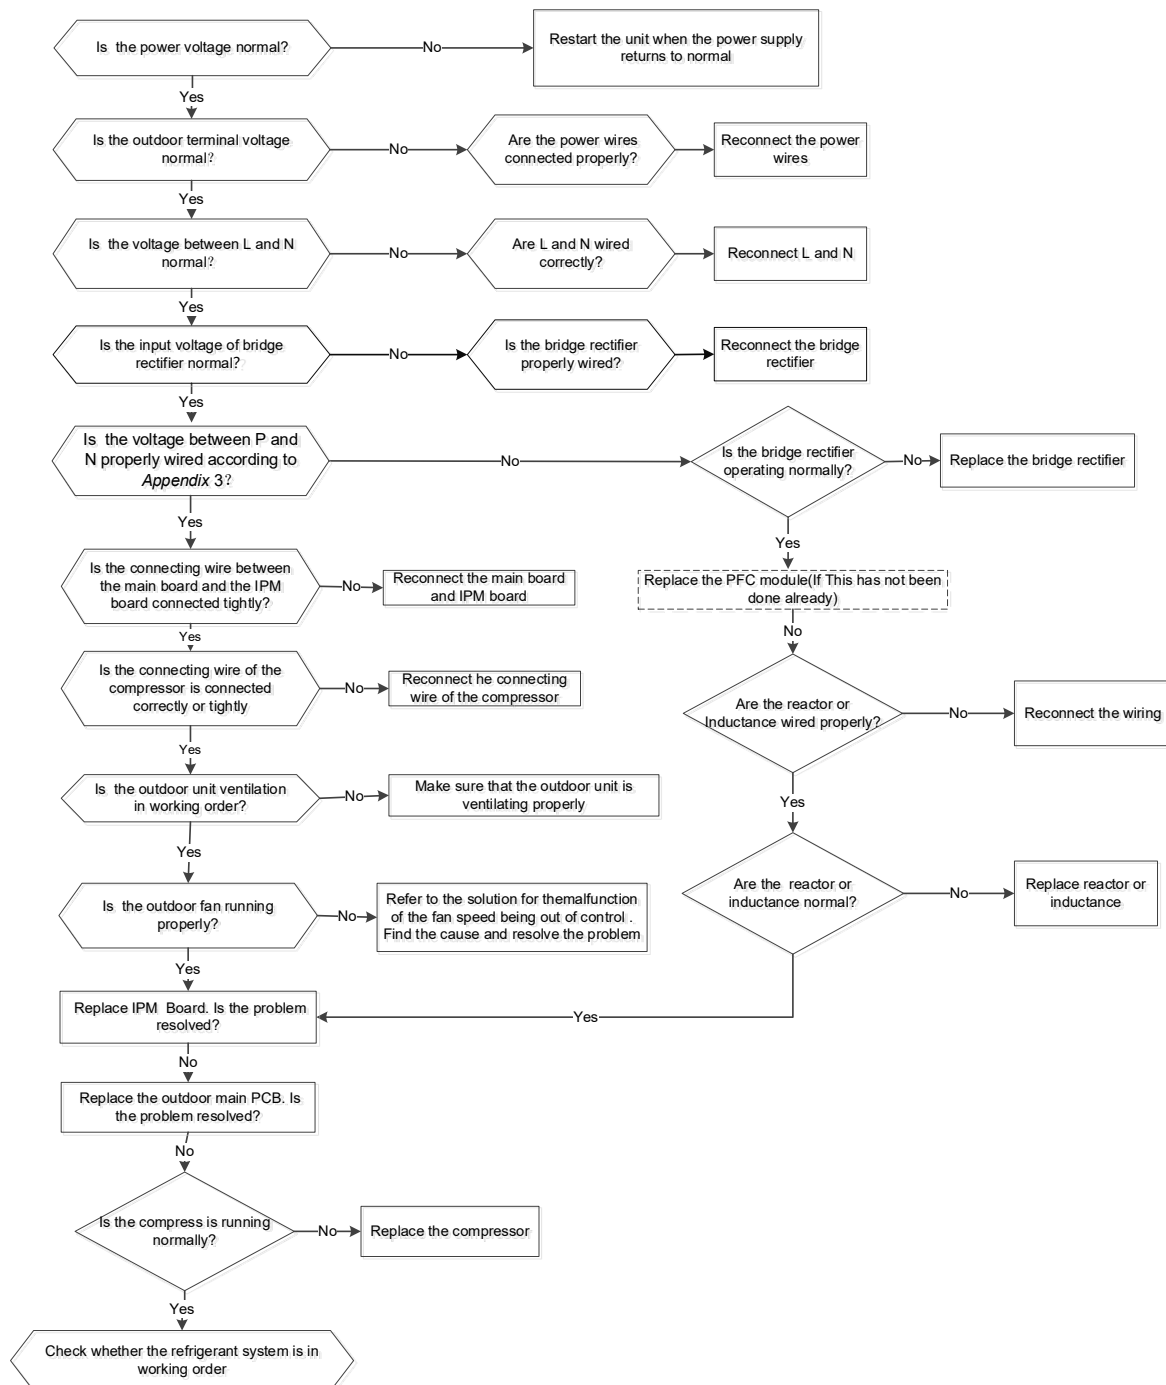 Is the power voltage normal?
No
Restart the unit when the power supply
returns to normal
Yes
Is the outdoor terminal voltage
normal?
No
Are the power wires
connected properly?
Reconnect the power
wires
Yes
Is the voltage between L and N
normal?
No
Are L and N wired
correctly?
Reconnect L and N
Yes
Is the input voltage of bridge
rectifier normal?
No
Is the bridge rectifier
properly wired?
Reconnect the bridge
rectifier
Yes
Is the voltage between P and
N properly wired according to
Appendix 3?
No
Is the bridge rectifier
operating normally?
No
Replace the bridge rectifier
Yes
Yes
Is the connecting wire between
the main board and the IPM
board connected tightly?
No
Reconnect the main board
and IPM board
Replace the PFC module(If This has not been
done already)
No
Yes
Is the connecting wire of the
compressor is connected
correctly or tightly
No
Reconnect he connecting
wire of the compressor
Are the reactor or
Inductance wired properly?
No
Reconnect the wiring
Yes
Is the outdoor unit ventilation
in working order?
No
Make sure that the outdoor unit is
ventilating properly
Yes
Yes
Is the outdoor fan running
properly?
No
Refer to the solution for themalfunction
of the fan speed being out of control .
Find the cause and resolve the problem
Are the reactor or
inductance normal?
No
Replace reactor or
inductance
Yes
Replace IPM Board. Is the problem
resolved?
Yes
No
Replace the outdoor main PCB. Is
the problem resolved?
No
Is the compress is running
normally?
No
Replace the compressor
Yes
Check whether the refrigerant system is in
working order